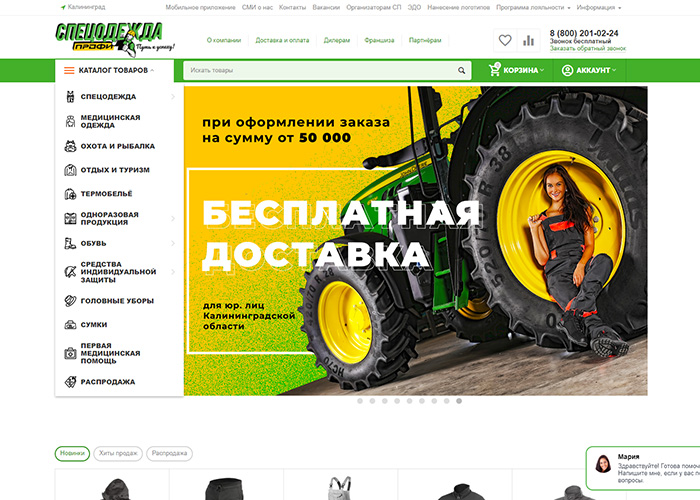 Калининград
Мобильное приложение СМИ о нас Контакты Вакансии Организаторам СП ЭДО Нанесение логотипов Программа лояльности Информация
СПЕЦОДЕЖДА
ПРОФИ
Путь к успеху!
О компании Доставка и оплата Дилерам Франшиза Партнёрам
8 (800) 201-02-24
Звонок бесплатный
Заказать обратный звонок
КАТАЛОГ ТОВАРОВ
Искать товары
0
КОРЗИНА
АККАУНТ
СПЕЦОДЕЖДА
МЕДИЦИНСКАЯ
ОДЕЖДА
ОХОТА И РЫБАЛКА
ОТДЫХ И ТУРИЗМ
ТЕРМОБЕЛЬЁ
ОДНОРАЗОВАЯ
ПРОДУКЦИЯ
ОБУВЬ
СРЕДСТВА
ИНДИВИДУАЛЬНОЙ
ЗАЩИТЫ
ГОЛОВНЫЕ УБОРЫ
СУМКИ
ПЕРВАЯ
МЕДИЦИНСКАЯ
ПОМОЩЬ
РАСПРОДАЖА
при оформлении заказа
на сумму от 50 000
БЕСПЛАТНАЯ
ДОСТАВКА
для юр. лиц
Калининградской
области
Новинки Хиты продаж Распродажа
Мария
Здравствуйте! Готова помочь
Напишите мне, если у вас по
вопросы.